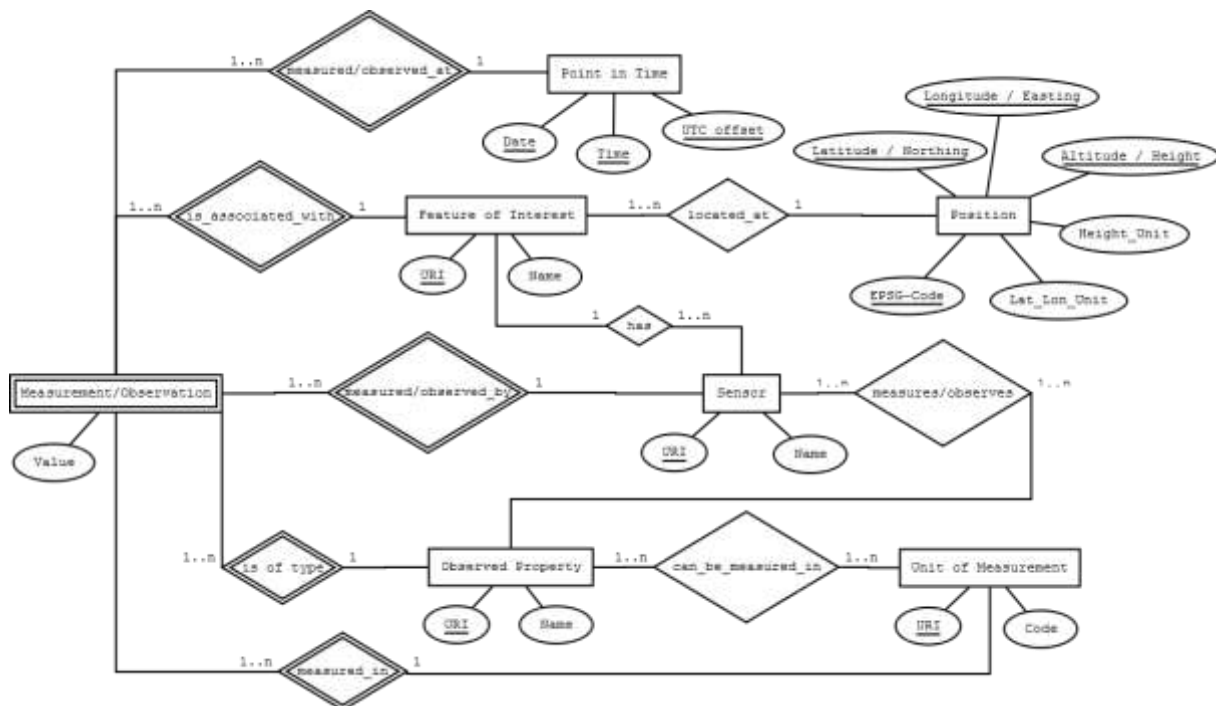 1..n
measured/observed_at
1
Point in Time
Date
Time
UTC offset
Longitude / Easting
Latitude / Northing
Altitude / Height
1..n
is_associated_with
1
Feature of Interest
1..n
located_at
1
Position
Height_Unit
URI
Name
EPSG-Code
Lat_Lon_Unit
1
has
1..n
Measurement/Observation
1..n
measured/observed_by
1
Sensor
1..n
measures/observes
1..n
Value
URI
Name
1..n
is of type
1
Observed Property
1..n
can_be_measured_in
1..n
Unit of Measurement
URI
Name
URI
Code
1..n
measured_in
1